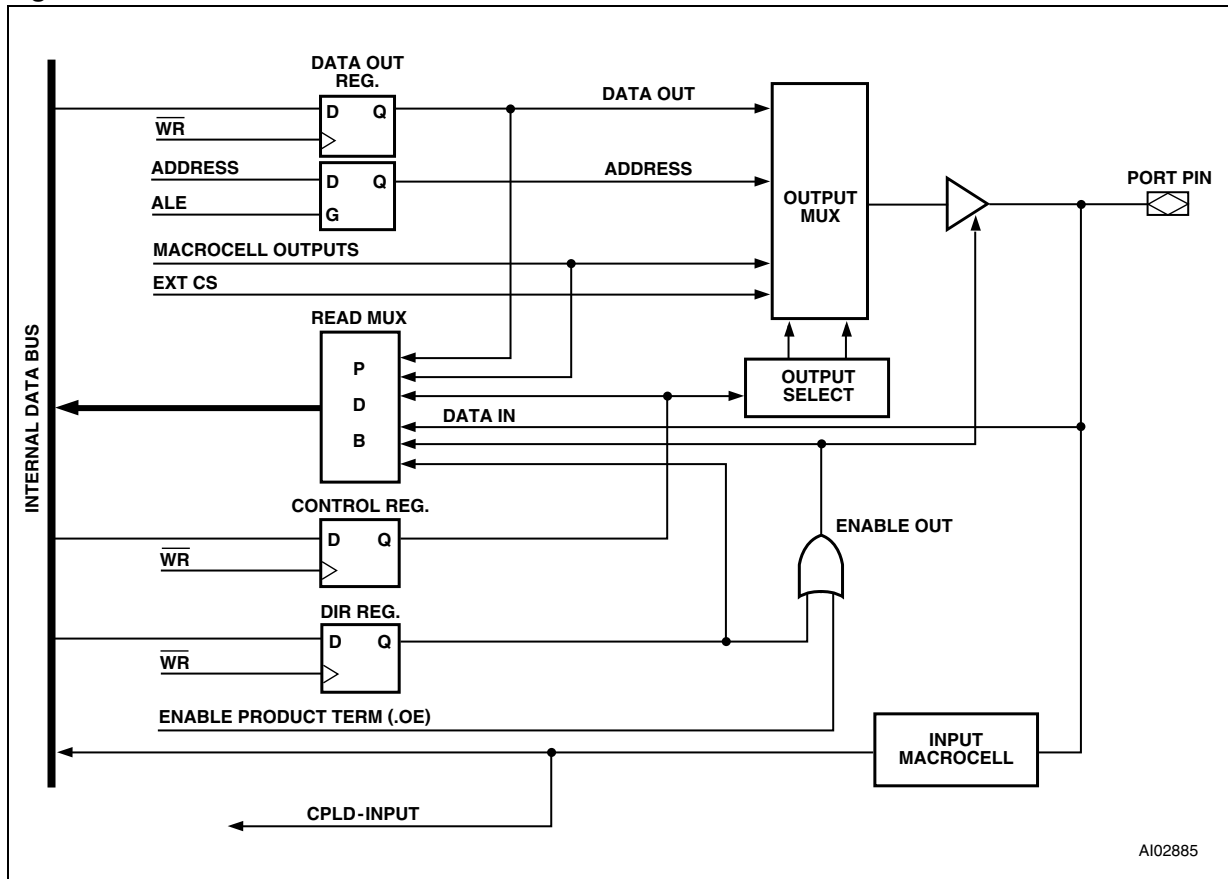 DATA OUT
REG.
D Q
DATA OUT
WR
ADDRESS
D Q
ADDRESS
ALE
G
OUTPUT
MUX
PORT PIN
MACROCELL OUTPUTS
EXT CS
READ MUX
P
D
B
OUTPUT
SELECT
DATA IN
INTERNAL DATA BUS
CONTROL REG.
D Q
WR
ENABLE OUT
DIR REG.
D Q
WR
ENABLE PRODUCT TERM (.OE)
INPUT
MACROCELL
CPLD-INPUT
AI02885